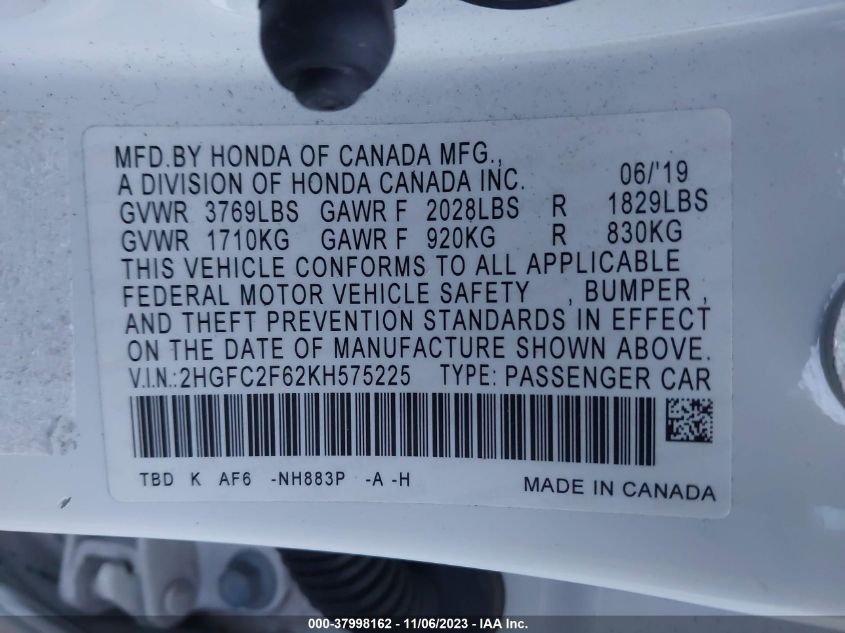 MFD.BY HONDA OF CANADA MFG.,
A DIVISION OF HONDA CANADA INC. 06/'19
GVWR 3769LBS GAWR F 2028LBS R 1829LBS
GVWR 1710KG GAWR F 920KG R 830KG
THIS VEHICLE CONFORMS TO ALL APPLICABLE
FEDERAL MOTOR VEHICLE SAFETY , BUMPER ,
AND THEFT PREVENTION STANDARDS IN EFFECT
ON THE DATE OF MANUFACTURE SHOWN ABOVE.
V.I.N.:2HGFC2F62KH575225 TYPE: PASSENGER CAR
TBD K AF6 -NH883P -A -H
MADE IN CANADA
000-37998162 - 11/06/2023 - IAA Inc.